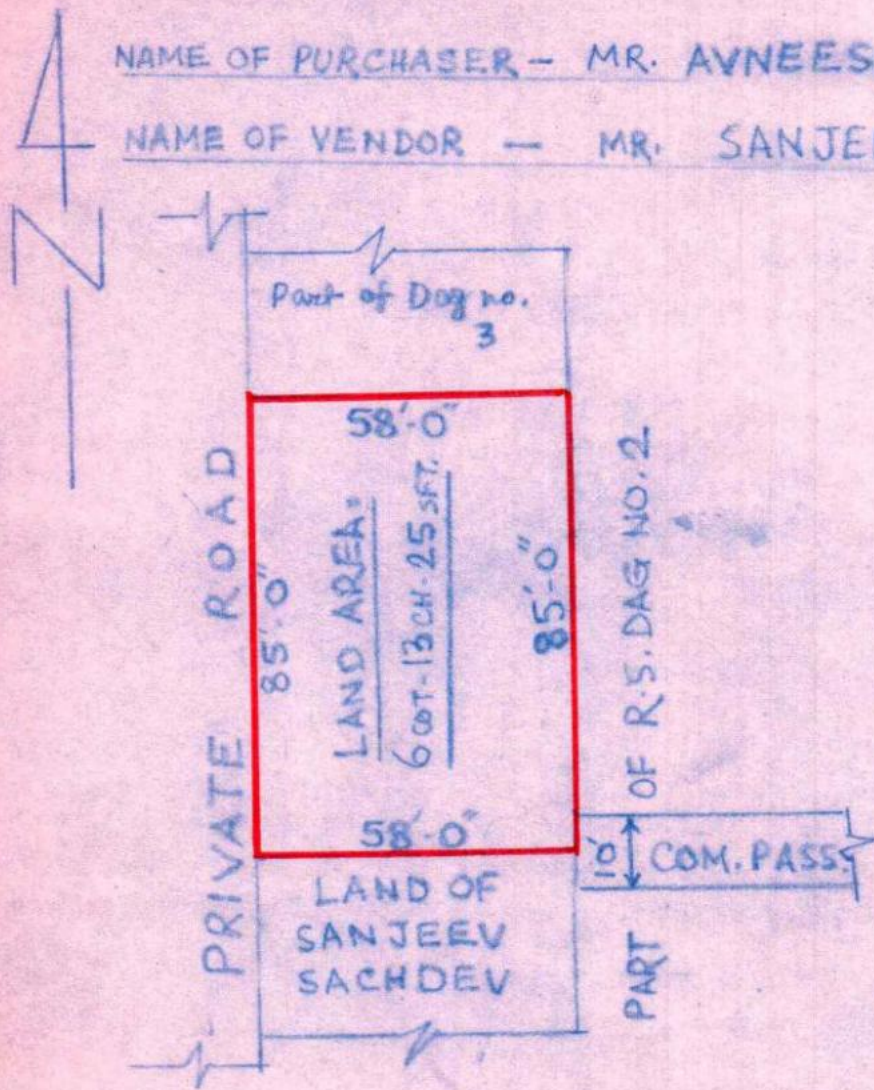 NAME OF PURCHASER - MR. AVNEES
NAME OF VENDOR - MR. SANJE
N
Part of Dag no.
3
58'-0"
PRIVATE ROAD
85'-0"
LAND AREA =
6 COT-13 CH-25 SFT.
85'-0"
PART OF R.S. DAG NO. 2
58'-0"
10' COM. PASS.
LAND OF
SANJEEV
SACHDEV